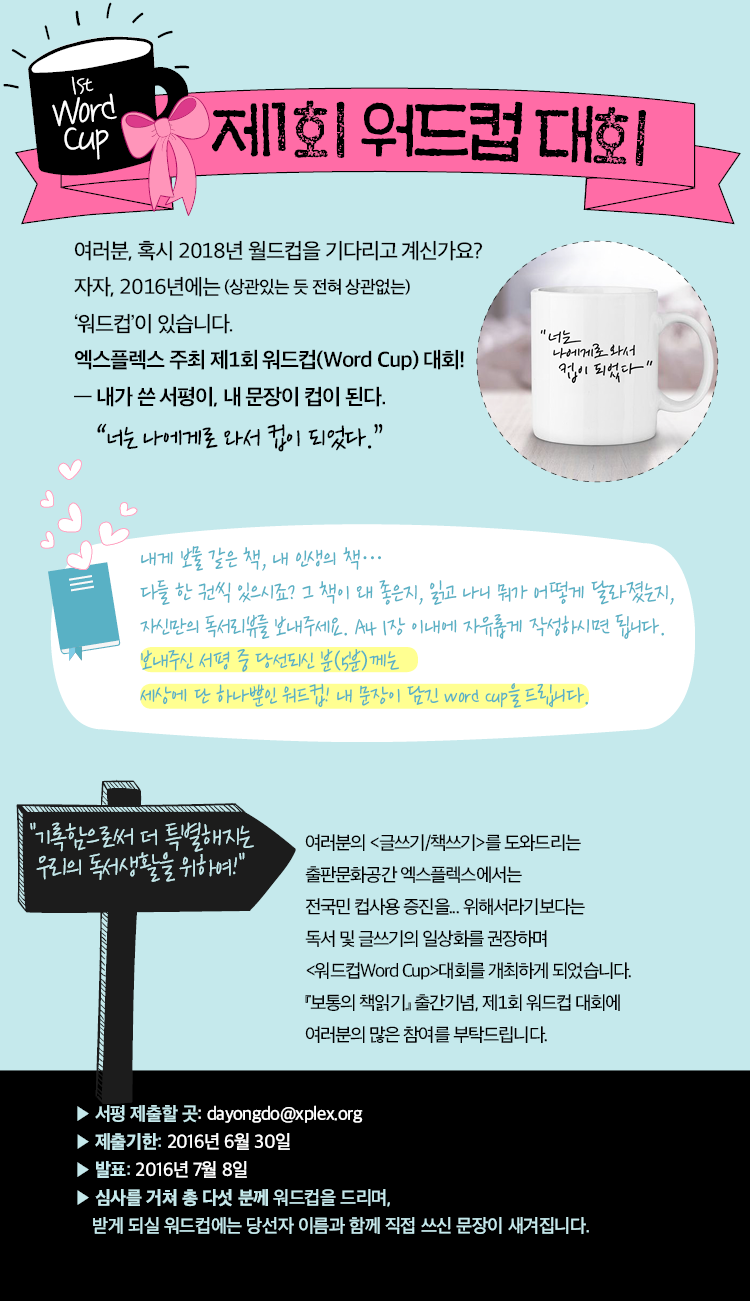 1st
Word
Cup
제1회 워드컵 대회
여러분, 혹시 2018년 월드컵을 기다리고 계신가요?
자자, 2016년에는 (상관있는 듯 전혀 상관없는)
‘워드컵’이 있습니다.
엑스플렉스 주최 제1회 워드컵(Word Cup) 대회!
— 내가 쓴 서평이, 내 문장이 컵이 된다.
“너는 나에게로 와서 컵이 되었다.”
“너는
나에게로 와서
컵이 되었다—”
내게 보물 같은 책, 내 인생의 책…
다들 한 권씩 있으시죠? 그 책이 왜 좋은지, 읽고 나니 뭐가 어떻게 달라졌는지,
자신만의 독서리뷰를 보내주세요. A4 1장 이내에 자유롭게 작성하시면 됩니다.
보내주신 서평 중 당선되신 분(5분)께는
세상에 단 하나뿐인 워드컵! 내 문장이 담긴 word cup을 드립니다.
"기록함으로써 더 특별해지는
우리의 독서생활을 위하여!"
여러분의 <글쓰기/책쓰기>를 도와드리는
출판문화공간 엑스플렉스에서는
전국민 컵사용 증진을... 위해서라기보다는
독서 및 글쓰기의 일상화를 권장하며
<워드컵Word Cup>대회를 개최하게 되었습니다.
『보통의 책읽기』 출간기념, 제1회 워드컵 대회에
여러분의 많은 참여를 부탁드립니다.
▶ 서평 제출할 곳: dayongdo@xplex.org
▶ 제출기한: 2016년 6월 30일
▶ 발표: 2016년 7월 8일
▶ 심사를 거쳐 총 다섯 분께 워드컵을 드리며,
받게 되실 워드컵에는 당선자 이름과 함께 직접 쓰신 문장이 새겨집니다.